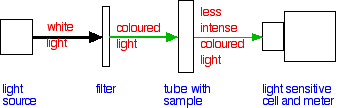 white
light
coloured
light
less
intense
coloured
light
light
source
filter
tube with
sample
light sensitive
cell and meter